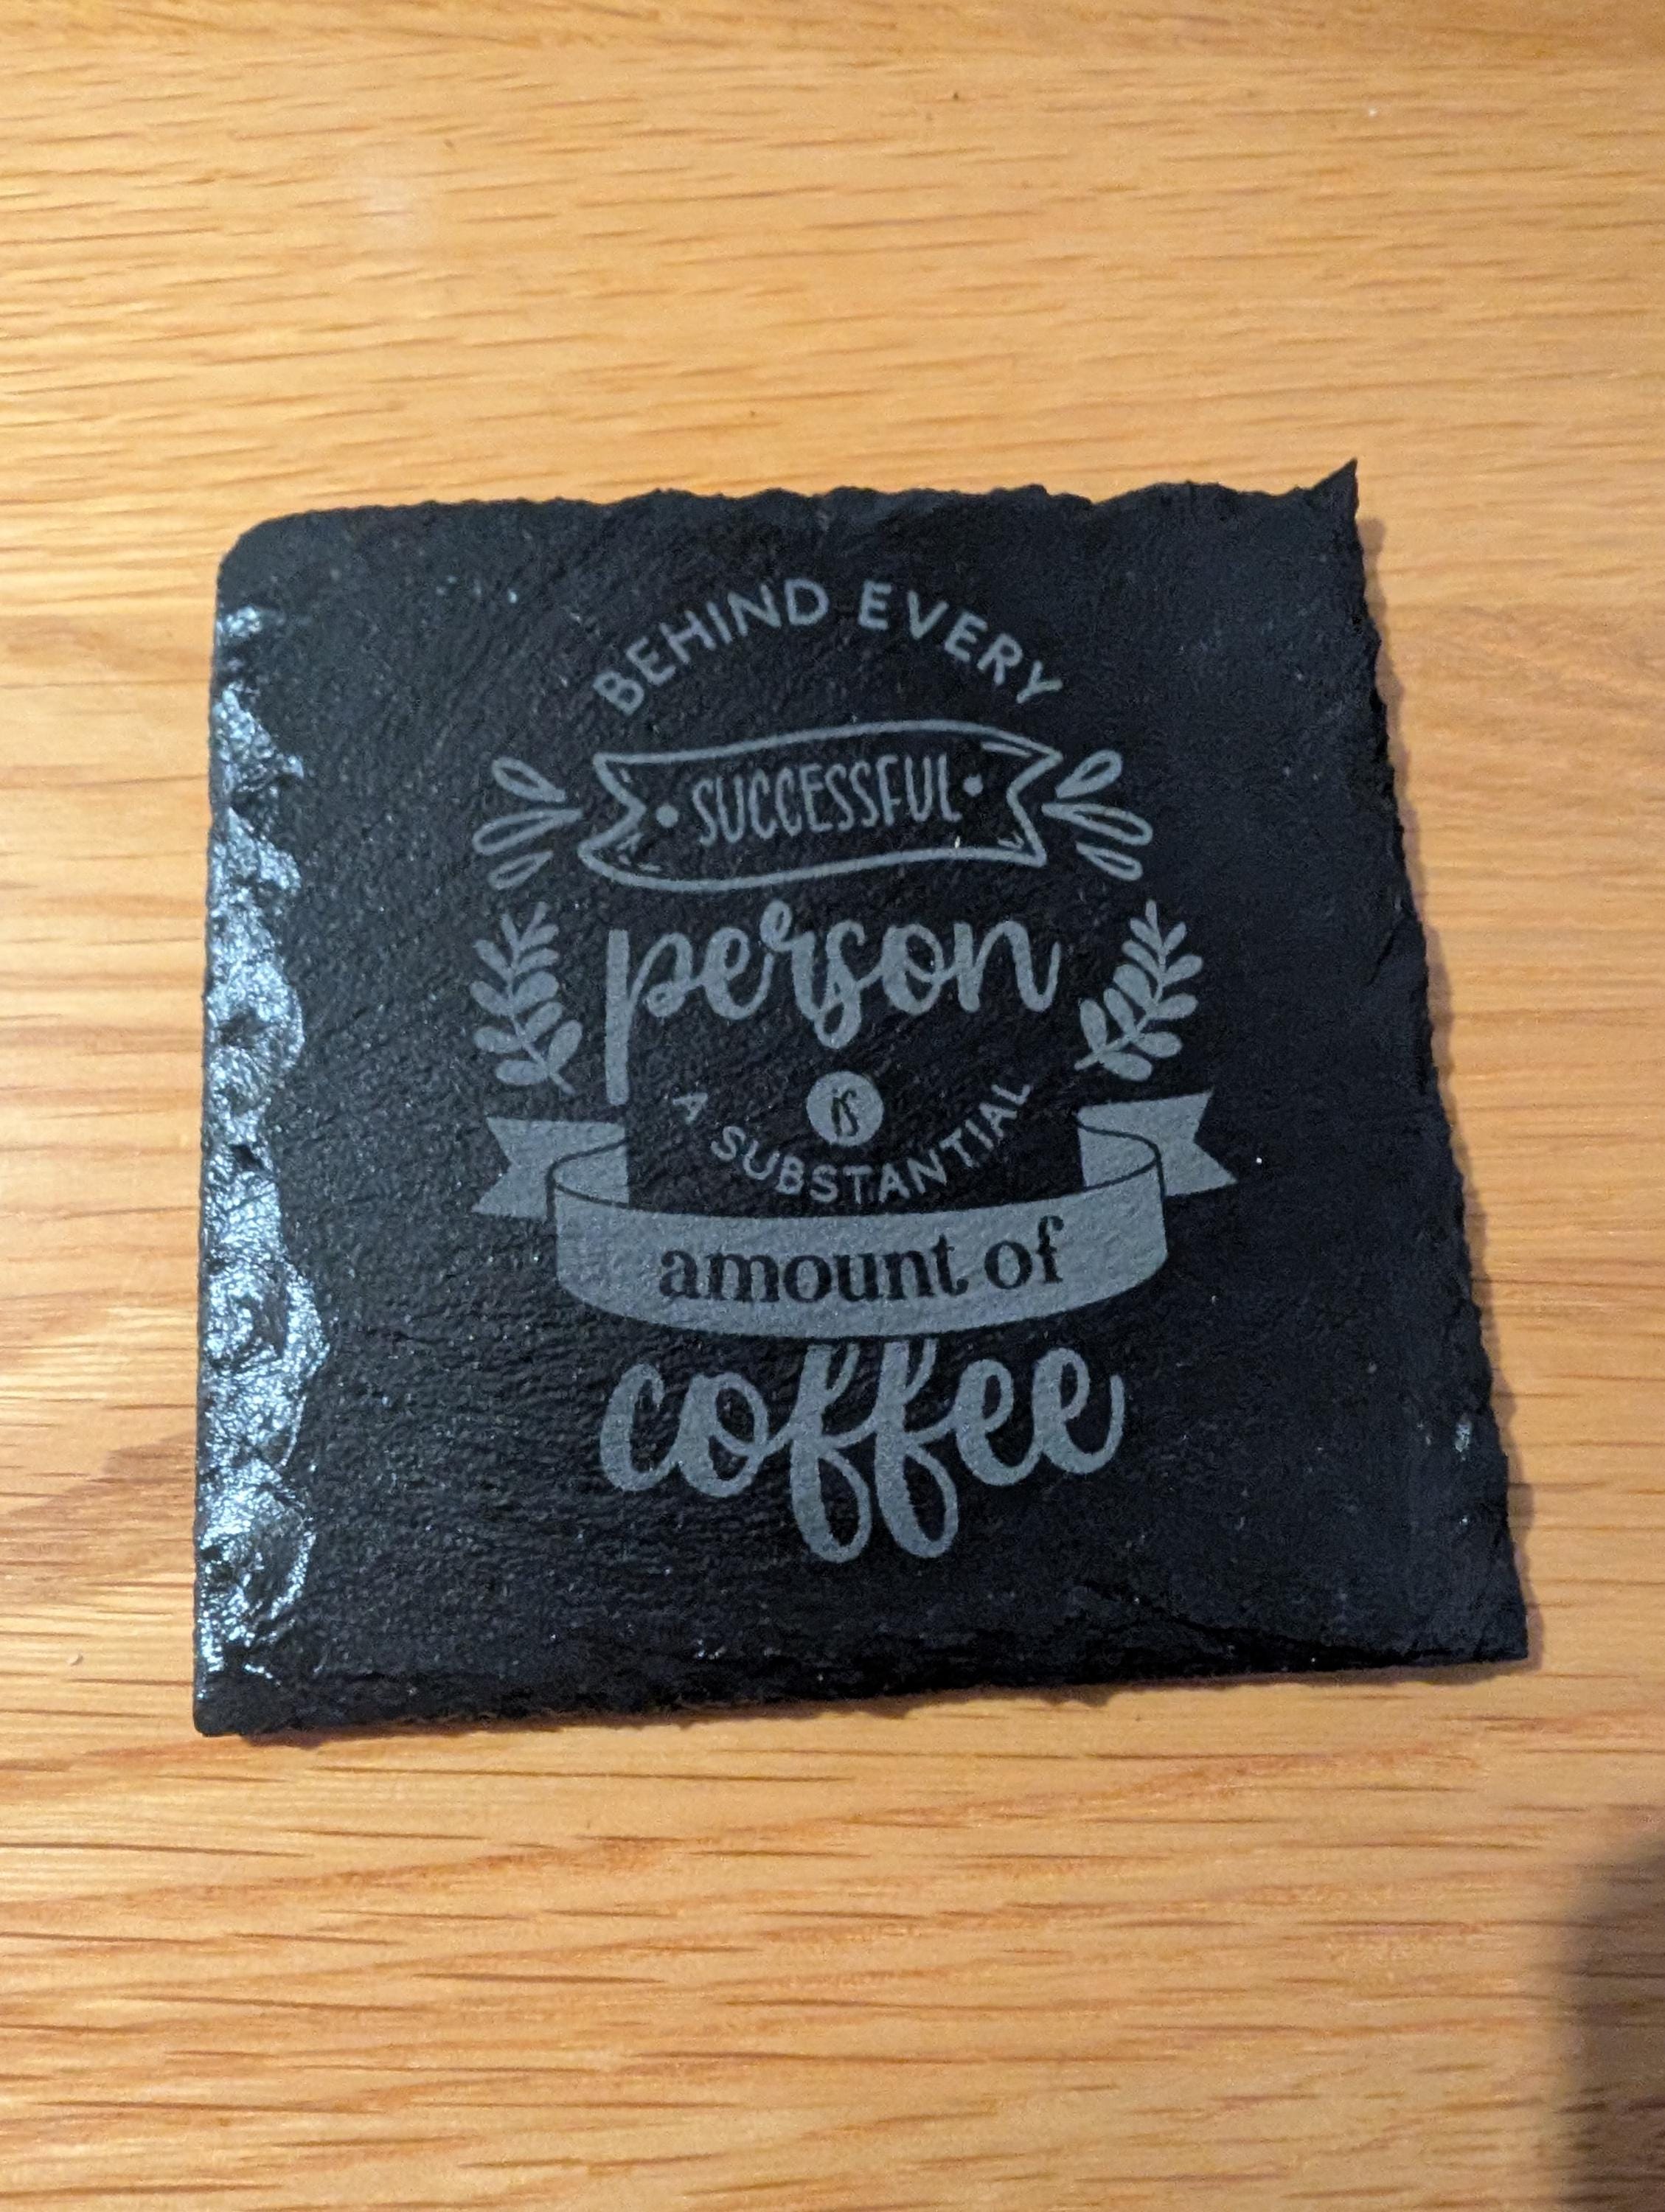 BEHIND EVERY
SUCCESSFUL
person
is
A SUBSTANTIAL
amount of
coffee